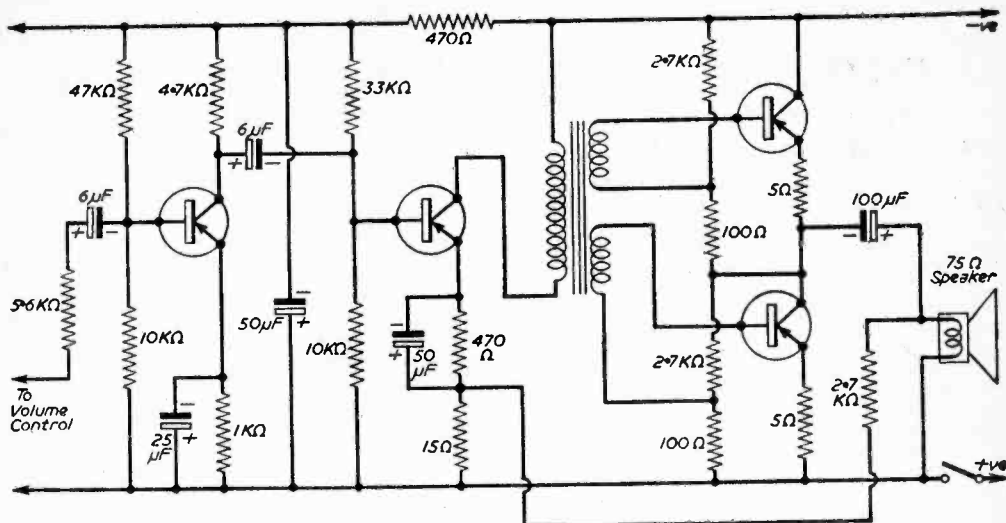 470Ω
-ve
47KΩ
4•7KΩ
33KΩ
2•7KΩ
6μF
+ -
6μF
+ -
5Ω
100μF
- +
100Ω
75Ω
Speaker
5•6KΩ
10KΩ
-
50μF
+
10KΩ
-
+
50
μF
470
Ω
2•7KΩ
2•7
KΩ
To
Volume
Control
-
25
μF
+
1KΩ
15Ω
100Ω
5Ω
+ve